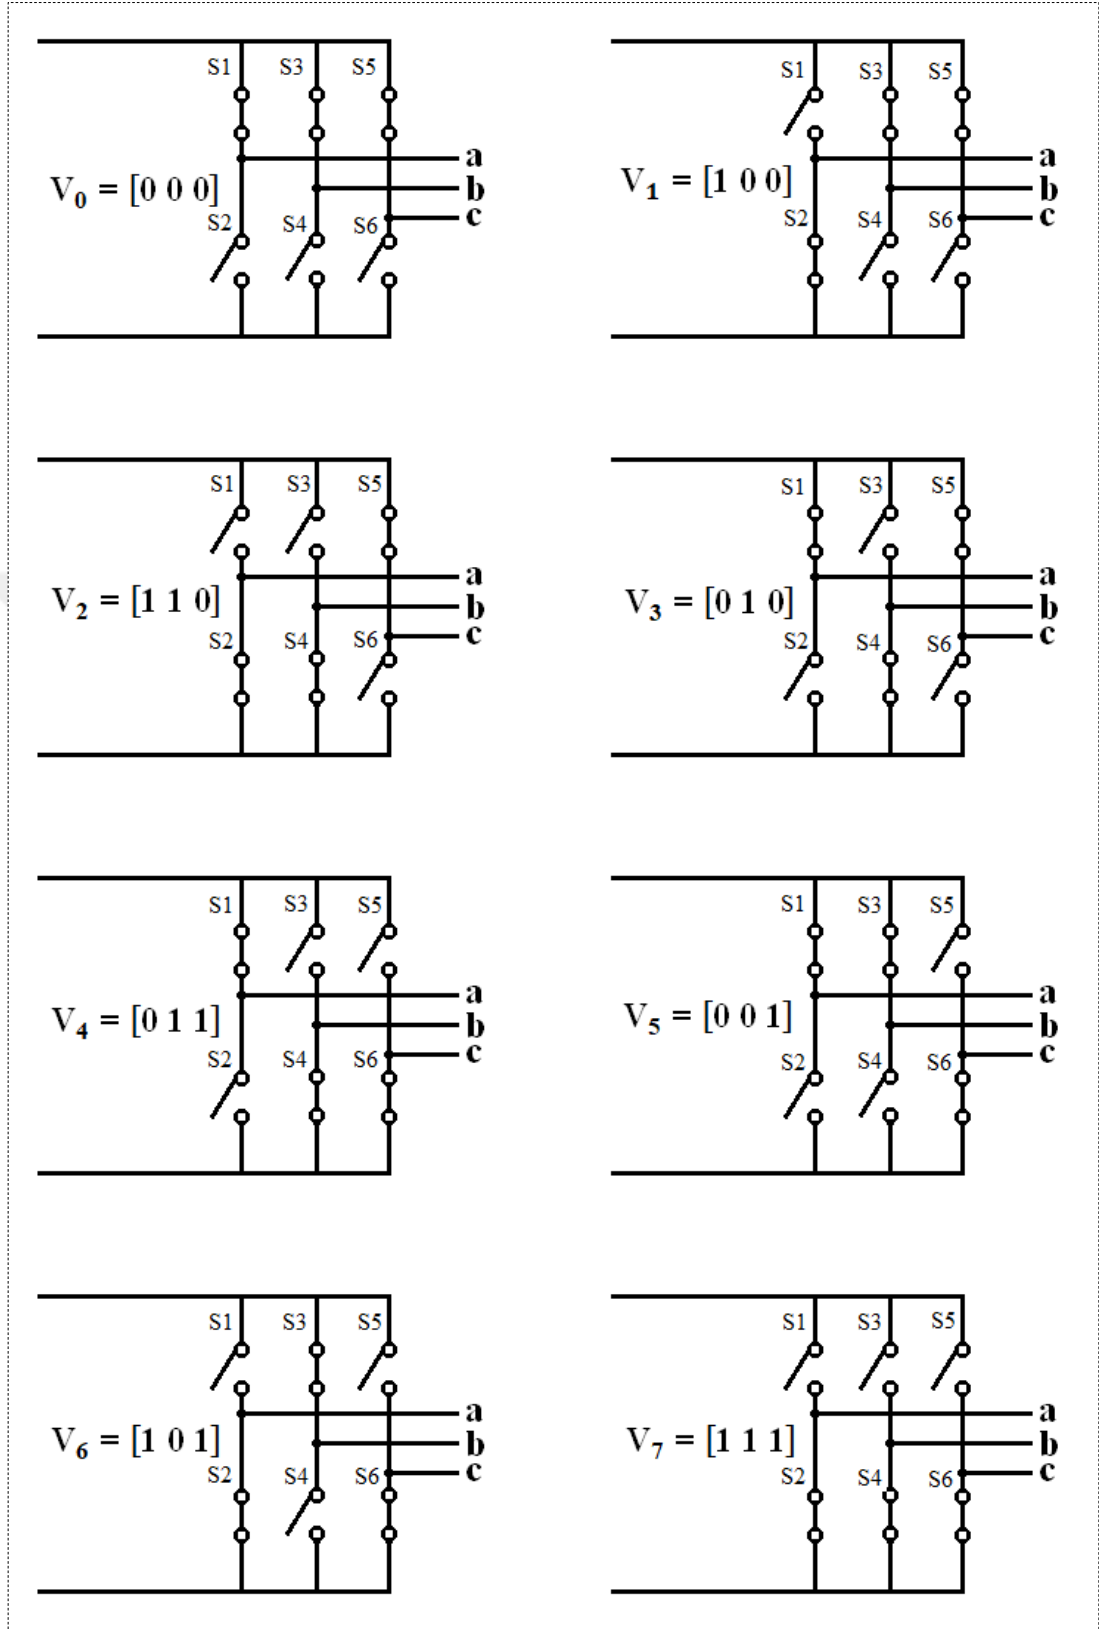 S1 S3 S5
a
V0 = [0 0 0] b
c
S2 S4 S6
S1 S3 S5
a
V1 = [1 0 0] b
c
S2 S4 S6
S1 S3 S5
a
V2 = [1 1 0] b
c
S2 S4 S6
S1 S3 S5
a
V3 = [0 1 0] b
c
S2 S4 S6
S1 S3 S5
a
V4 = [0 1 1] b
c
S2 S4 S6
S1 S3 S5
a
V5 = [0 0 1] b
c
S2 S4 S6
S1 S3 S5
a
V6 = [1 0 1] b
c
S2 S4 S6
S1 S3 S5
a
V7 = [1 1 1] b
c
S2 S4 S6